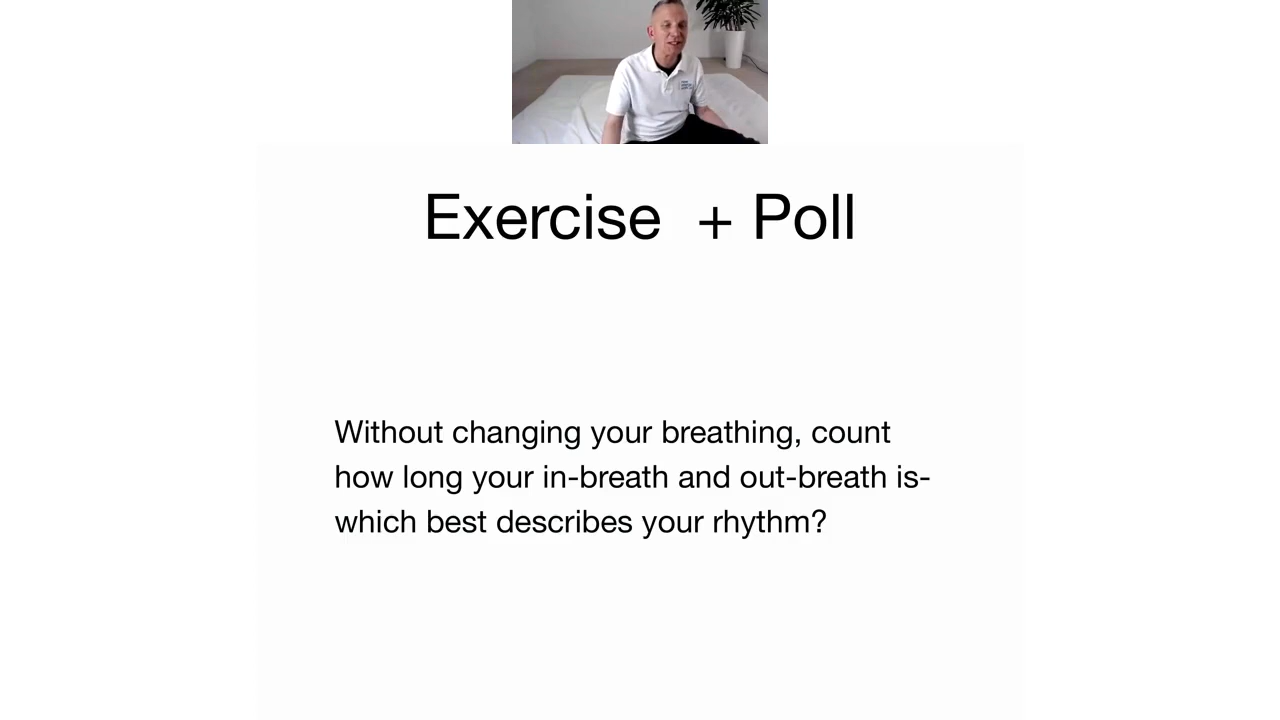 Exercise + Poll
Without changing your breathing, count
how long your in-breath and out-breath is-
which best describes your rhythm?